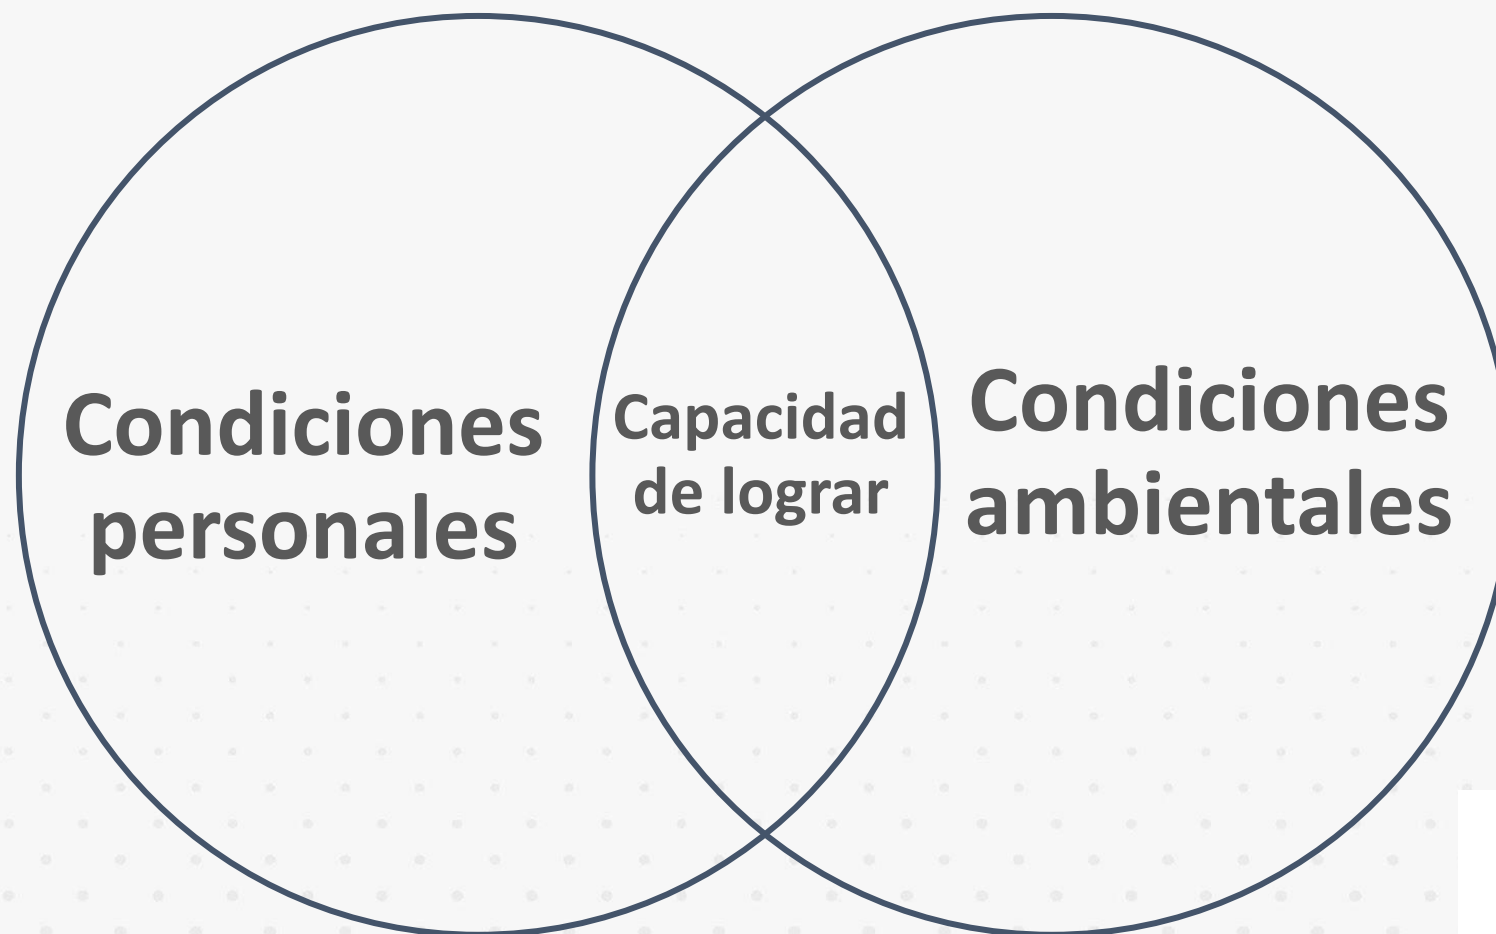 Condiciones
personales
Capacidad
de lograr
Condiciones
ambientales